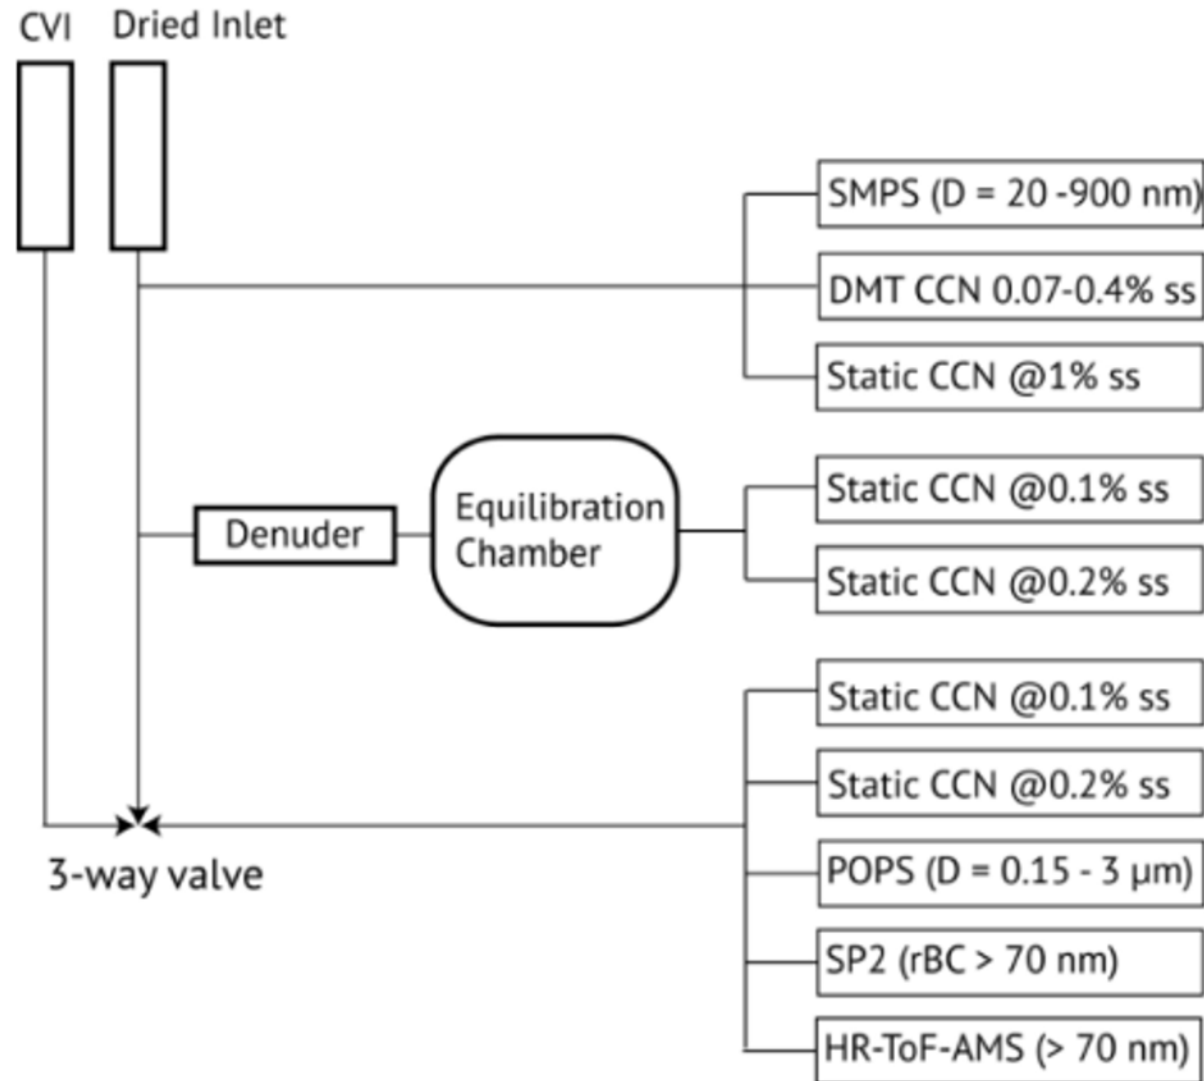 CVI Dried Inlet
SMPS (D = 20 -900 nm)
DMT CCN 0.07-0.4% ss
Static CCN @1% ss
Static CCN @0.1% ss
Denuder
Equilibration
Chamber
Static CCN @0.2% ss
Static CCN @0.1% ss
Static CCN @0.2% ss
3-way valve
POPS (D = 0.15 - 3 µm)
SP2 (rBC > 70 nm)
HR-ToF-AMS (> 70 nm)